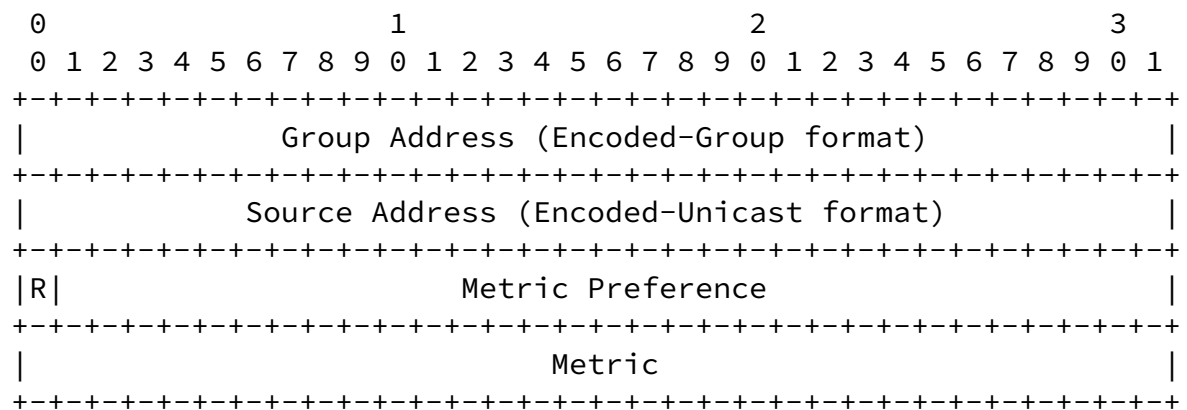 0                   1                   2                   3
 0 1 2 3 4 5 6 7 8 9 0 1 2 3 4 5 6 7 8 9 0 1 2 3 4 5 6 7 8 9 0 1
+-+-+-+-+-+-+-+-+-+-+-+-+-+-+-+-+-+-+-+-+-+-+-+-+-+-+-+-+-+-+-+-+
|              Group Address (Encoded-Group format)             |
+-+-+-+-+-+-+-+-+-+-+-+-+-+-+-+-+-+-+-+-+-+-+-+-+-+-+-+-+-+-+-+-+
|            Source Address (Encoded-Unicast format)            |
+-+-+-+-+-+-+-+-+-+-+-+-+-+-+-+-+-+-+-+-+-+-+-+-+-+-+-+-+-+-+-+-+
|R|                      Metric Preference                      |
+-+-+-+-+-+-+-+-+-+-+-+-+-+-+-+-+-+-+-+-+-+-+-+-+-+-+-+-+-+-+-+-+
|                             Metric                            |
+-+-+-+-+-+-+-+-+-+-+-+-+-+-+-+-+-+-+-+-+-+-+-+-+-+-+-+-+-+-+-+-+